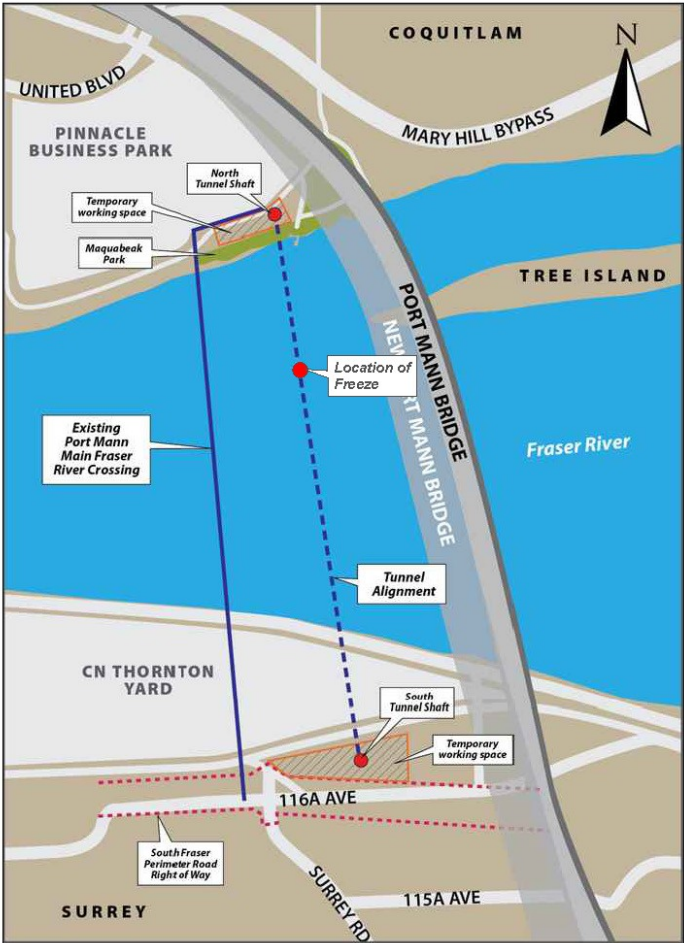 COQUITLAM
N
UNITED BLVD
MARY HILL BYPASS
PINNACLE
BUSINESS PARK
North
Tunnel Shaft
Temporary
working space
Maquabeak
Park
TREE ISLAND
PORT MANN BRIDGE
NEW
RT MANN BRIDGE
Location of
Freeze
Existing
Port Mann
Main Fraser
River Crossing
Fraser River
Tunnel
Alignment
CN THORNTON
YARD
South
Tunnel Shaft
Temporary
working space
116A AVE
South Fraser
Perimeter Road
Right of Way
SURREY RD
115A AVE
SURREY